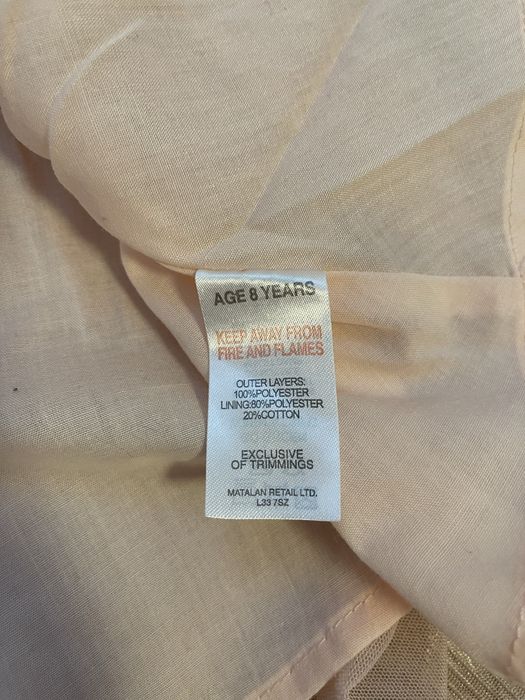 AGE 8 YEARS
KEEP AWAY FROM
FIRE AND FLAMES
OUTER LAYERS:
100%POLYESTER
LINING:80%POLYESTER
20%COTTON
EXCLUSIVE
OF TRIMMINGS
MATALAN RETAIL LTD.
L33 7SZ